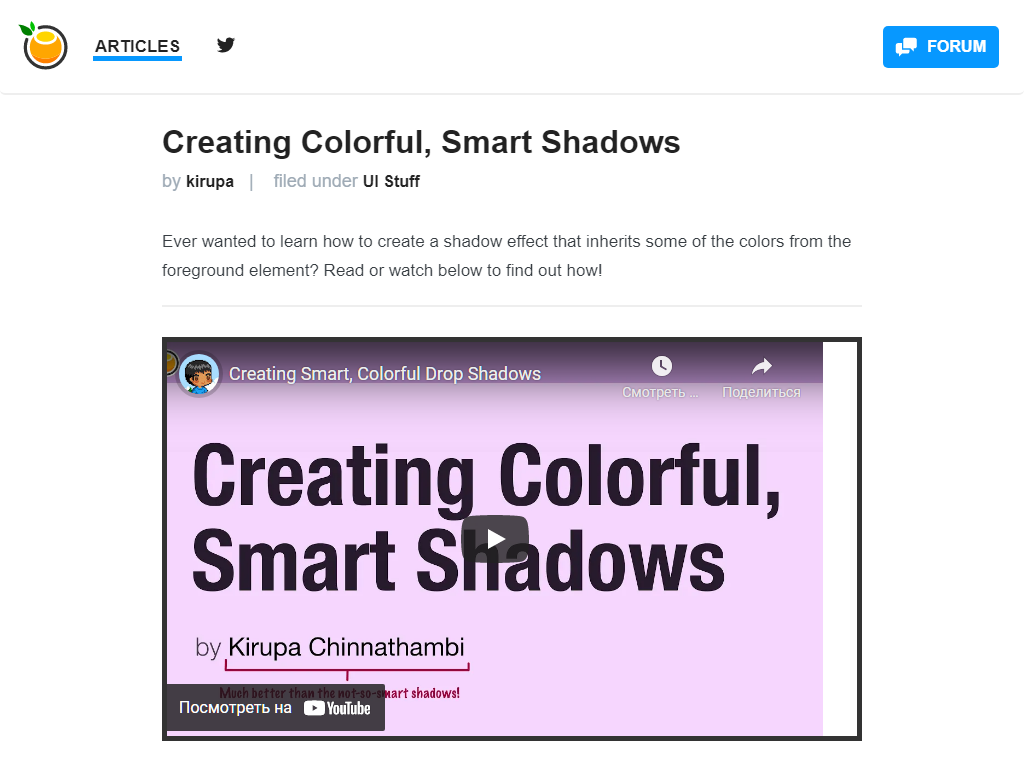 ARTICLES
FORUM
Creating Colorful, Smart Shadows
by kirupa | filed under UI Stuff
Ever wanted to learn how to create a shadow effect that inherits some of the colors from the
foreground element? Read or watch below to find out how!
Creating Smart, Colorful Drop Shadows
Смотреть ...
Поделиться
Creating Colorful,
Smart Shadows
by Kirupa Chinnathambi
Much better than the not-so-smart shadows!
Посмотреть на YouTube